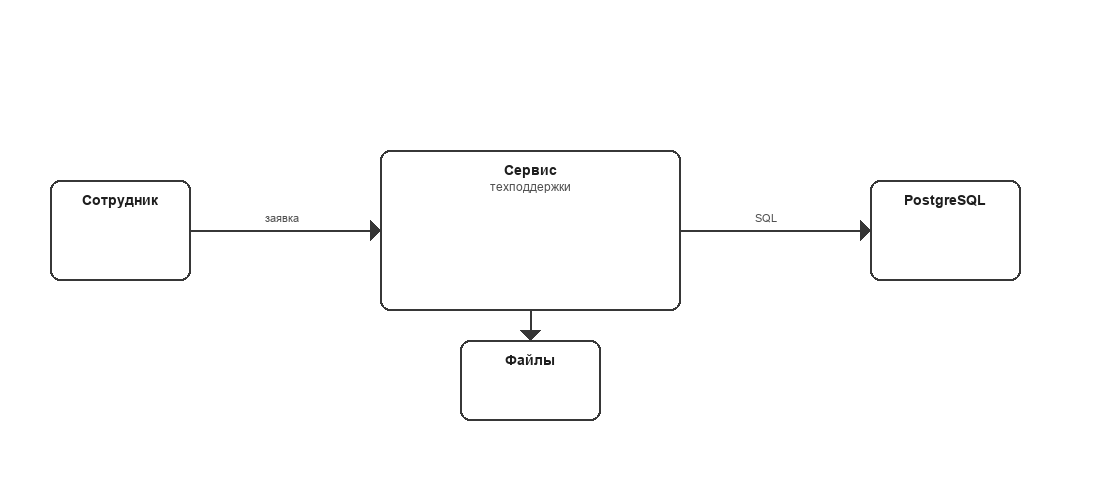 Сотрудник
заявка
Сервис
техподдержки
SQL
PostgreSQL
Файлы